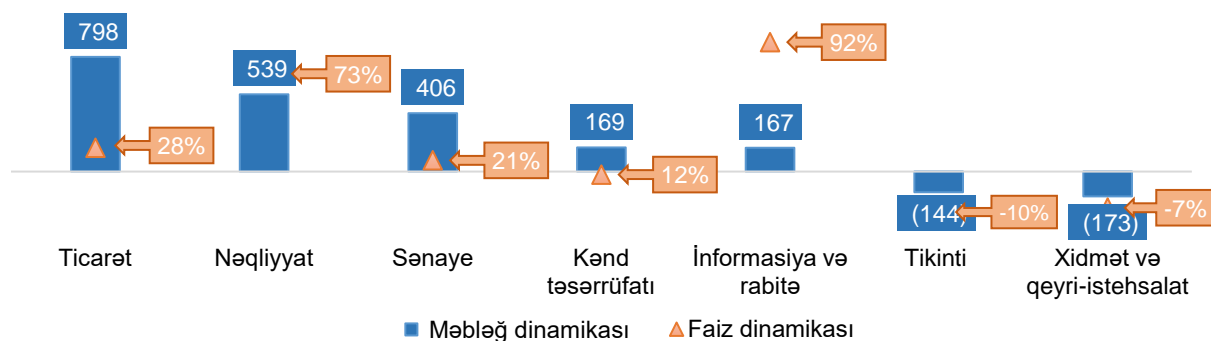 798
539
73%
406
169
167
92%
28%
21%
12%
(144)
-10%
(173)
-7%
Ticarət
Nəqliyyat
Sənaye
Kənd
təsərrüfatı
İnformasiya və
rabitə
Tikinti
Xidmət və
qeyri-istehsalat
Məbləğ dinamikası
Faiz dinamikası